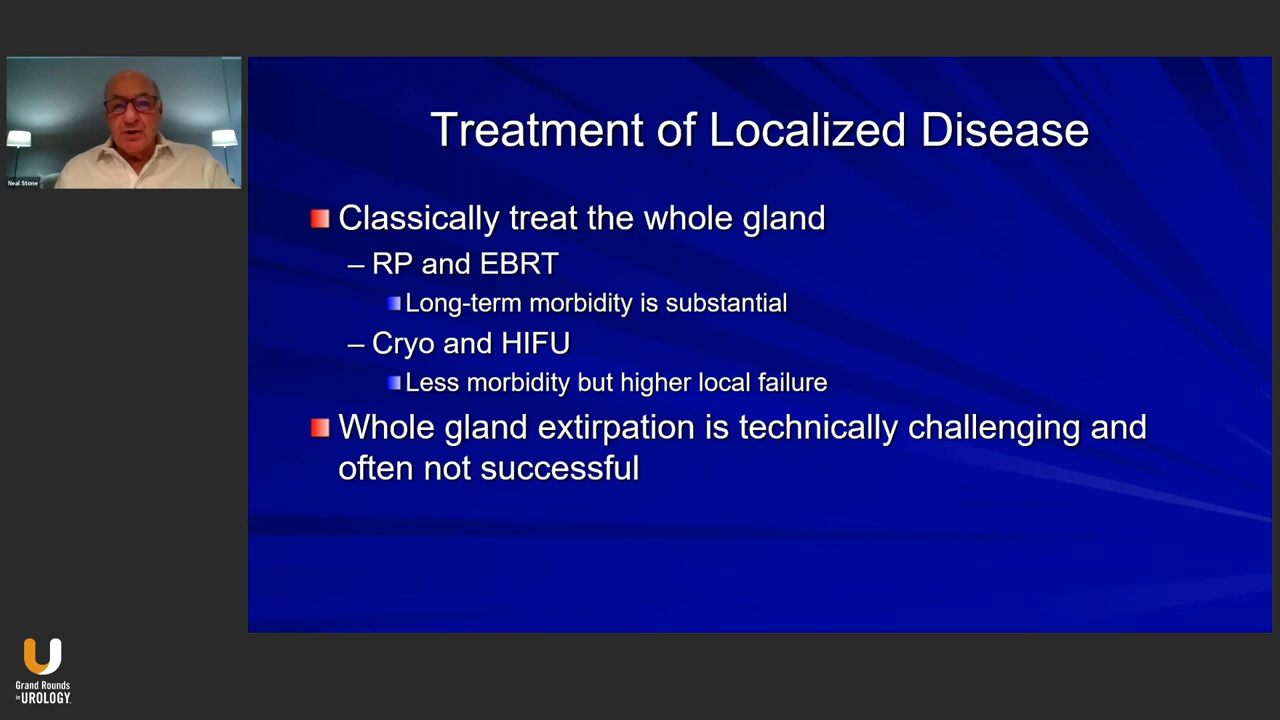 Neal Stone
Treatment of Localized Disease
Classically treat the whole gland
– RP and EBRT
Long-term morbidity is substantial
– Cryo and HIFU
Less morbidity but higher local failure
Whole gland extirpation is technically challenging and
often not successful
U
Grand Rounds
in UROLOGY